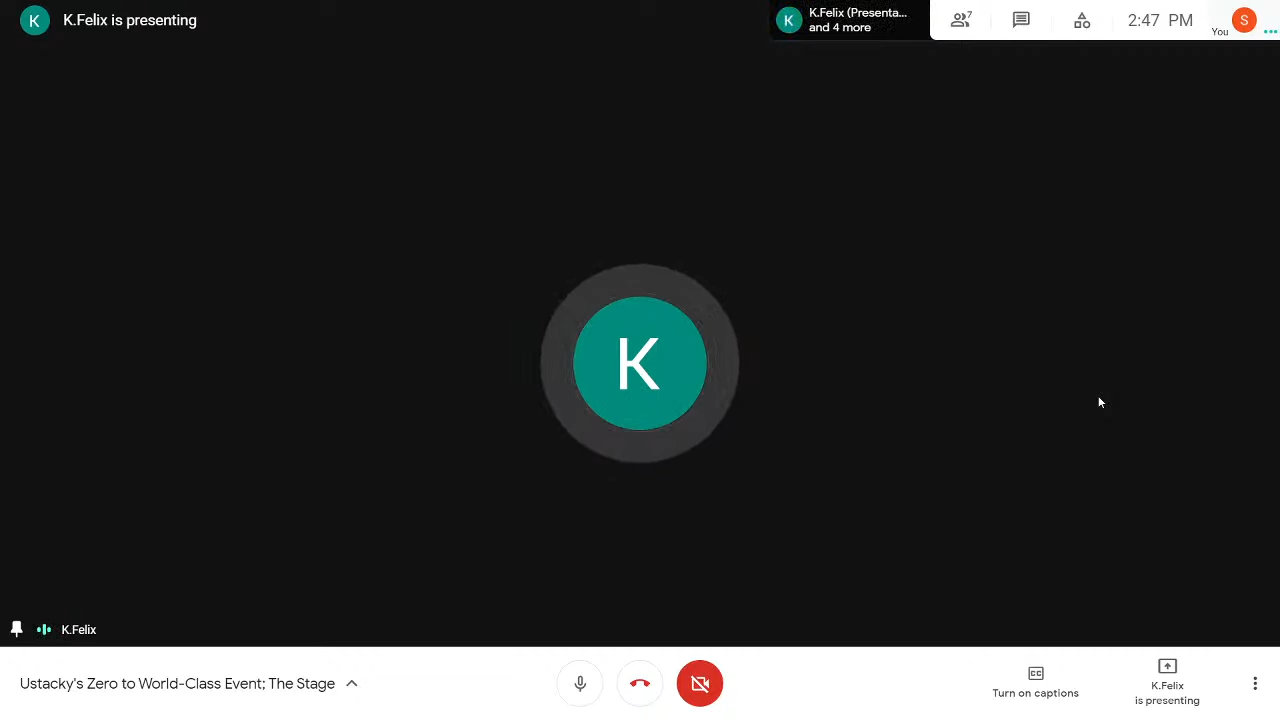 K
K.Felix is presenting
K
K.Felix (Presenta...
and 4 more
7
2:47 PM
You
S
K
K.Felix
Ustacky's Zero to World-Class Event; The Stage
CC
Turn on captions
K.Felix
is presenting